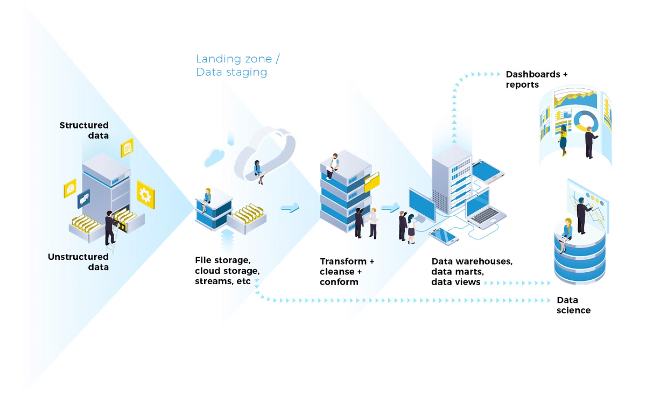 Landing zone /
Data staging
Dashboards +
reports
Structured
data
Unstructured
data
File storage,
cloud storage,
streams, etc
Transform +
cleanse +
conform
Data warehouses,
data marts,
data views
Data
science